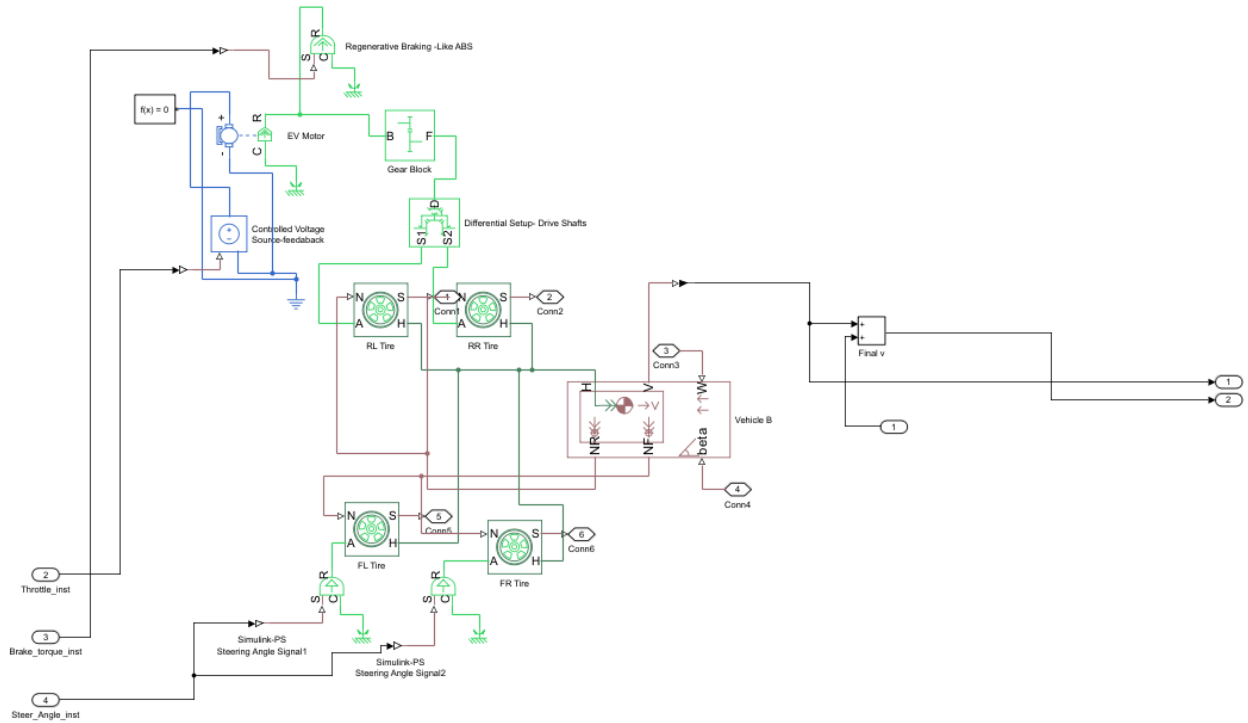 R
S
C
Regenerative Braking -Like ABS
f(x) = 0
+
-
R
C
EV Motor
B
F
Gear Block
D
S1
S2
Differential Setup- Drive Shafts
Controlled Voltage
Source-feedaback
N
S
A
H
RL Tire
1
Conn1
N
S
A
H
RR Tire
2
Conn2
3
Conn3
H
V
W
V
NR
NF
beta
Vehicle B
4
Conn4
+
+
Final v
1
2
1
N
S
A
H
FL Tire
5
Conn5
N
S
A
H
FR Tire
6
Conn6
R
S
C
R
S
C
2
Throttle_inst
3
Brake_torque_inst
Simulink-PS
Steering Angle Signal1
Simulink-PS
Steering Angle Signal2
4
Steer_Angle_inst